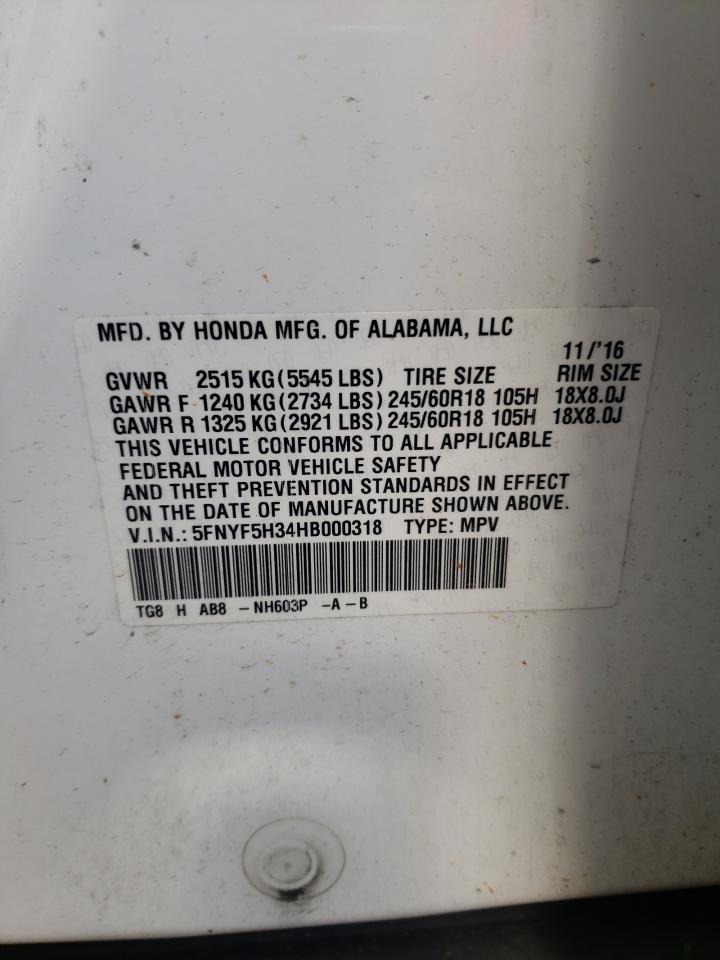 MFD. BY HONDA MFG. OF ALABAMA, LLC
11/'16
GVWR 2515 KG(5545 LBS) TIRE SIZE RIM SIZE
GAWR F 1240 KG(2734 LBS) 245/60R18 105H 18X8.0J
GAWR R 1325 KG(2921 LBS) 245/60R18 105H 18X8.0J
THIS VEHICLE CONFORMS TO ALL APPLICABLE
FEDERAL MOTOR VEHICLE SAFETY
AND THEFT PREVENTION STANDARDS IN EFFECT
ON THE DATE OF MANUFACTURE SHOWN ABOVE.
V.I.N.: 5FNYF5H34HB000318 TYPE: MPV
TG8 H AB8 -NH603P -A-B